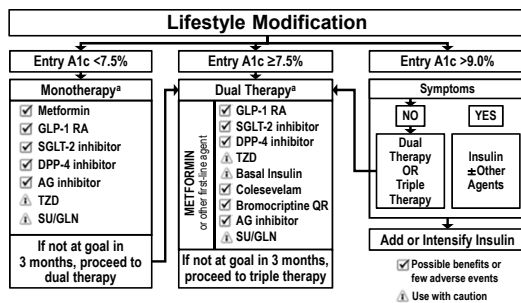 Lifestyle Modification
Entry A1c <7.5%
Entry A1c ≥7.5%
Entry A1c >9.0%
Monotherapyᵃ
Metformin
GLP-1 RA
SGLT-2 inhibitor
DPP-4 inhibitor
AG inhibitor
TZD
SU/GLN
If not at goal in
3 months, proceed to
dual therapy
Dual Therapyᵃ
METFORMIN
or other first-line agent
GLP-1 RA
SGLT-2 inhibitor
DPP-4 inhibitor
TZD
Basal Insulin
Colesevelam
Bromocriptine QR
AG inhibitor
SU/GLN
If not at goal in 3 months,
proceed to triple therapy
Symptoms
NO
YES
Dual
Therapy
OR
Triple
Therapy
Insulin
±Other
Agents
Add or Intensify Insulin
Possible benefits or
few adverse events
Use with caution